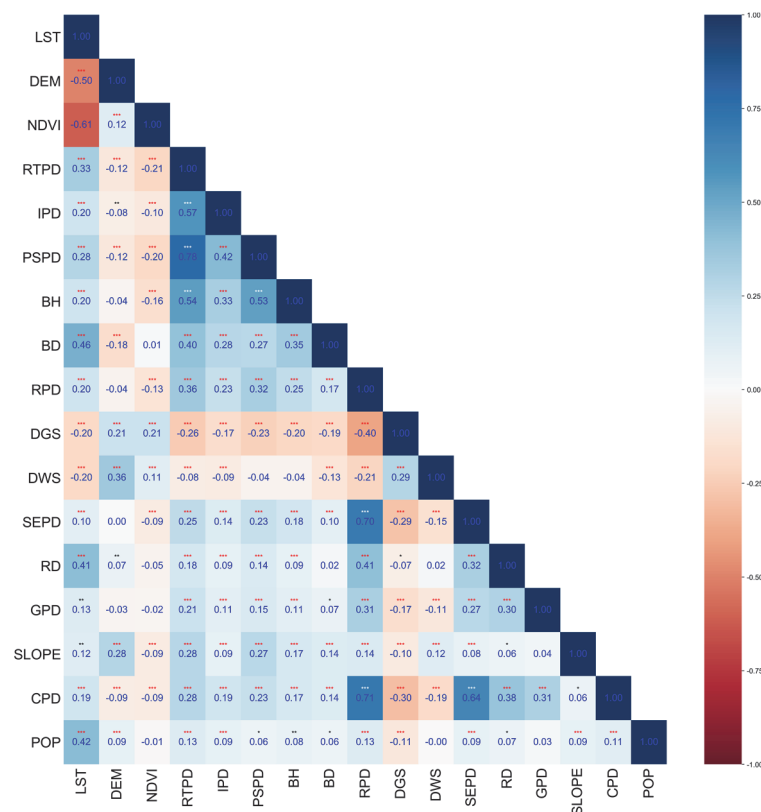 LST 1.00
***
DEM -0.50 1.00
***
NDVI -0.61 0.12 1.00
*** *** ***
RTPD 0.33 -0.12 -0.21 1.00
*** ** *** ***
IPD 0.20 -0.08 -0.10 0.57 1.00
*** *** *** *** ***
PSPD 0.28 -0.12 -0.20 0.42 1.00
*** *** *** *** ***
BH 0.20 -0.04 -0.16 0.54 0.33 0.53 1.00
*** *** *** *** *** ***
BD 0.46 -0.18 0.01 0.40 0.28 0.27 0.35 1.00
*** *** *** *** *** *** ***
RPD 0.20 -0.04 -0.13 0.36 0.23 0.32 0.25 0.17 1.00
*** *** *** *** *** *** *** *** ***
DGS -0.20 0.21 0.21 -0.26 -0.17 -0.23 -0.20 -0.19 -0.40 1.00
*** *** *** *** *** *** *** ***
DWS -0.20 0.36 0.11 -0.08 -0.09 -0.04 -0.04 -0.13 -0.21 0.29 1.00
*** *** *** *** *** *** *** *** *** ***
SEPD 0.10 0.00 -0.09 0.25 0.14 0.23 0.18 0.10 0.70 -0.29 -0.15 1.00
*** ** *** *** *** *** *** * ***
RD 0.41 0.07 -0.05 0.18 0.09 0.14 0.09 0.02 0.41 -0.07 0.02 0.32 1.00
** *** *** *** *** * *** *** *** *** ***
GPD 0.13 -0.03 -0.02 0.21 0.11 0.15 0.11 0.07 0.31 -0.17 -0.11 0.27 0.30 1.00
** *** *** *** *** *** *** *** *** *** *** *** *
SLOPE 0.12 0.28 -0.09 0.28 0.09 0.27 0.17 0.14 0.14 -0.10 0.12 0.08 0.06 0.04 1.00
*** *** *** *** *** *** *** *** *** *** *** *** *** *** *
CPD 0.19 -0.09 -0.09 0.28 0.19 0.23 0.17 0.14 0.71 -0.30 -0.19 0.64 0.38 0.31 0.06 1.00
*** *** *** *** * ** * *** *** *** * *** ***
POP 0.42 0.09 -0.01 0.13 0.09 0.06 0.08 0.06 0.13 -0.11 -0.00 0.09 0.07 0.03 0.09 0.11 1.00
LST DEM NDVI RTPD IPD PSPD BH BD RPD DGS DWS SEPD RD GPD SLOPE CPD POP
1.00
0.75
0.50
0.25
0.00
-0.25
-0.50
-0.75
-1.00